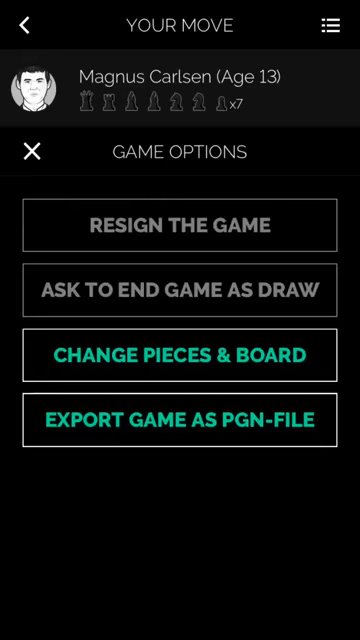 YOUR MOVE
Magnus Carlsen (Age 13)
x7
GAME OPTIONS
RESIGN THE GAME
ASK TO END GAME AS DRAW
CHANGE PIECES & BOARD
EXPORT GAME AS PGN-FILE